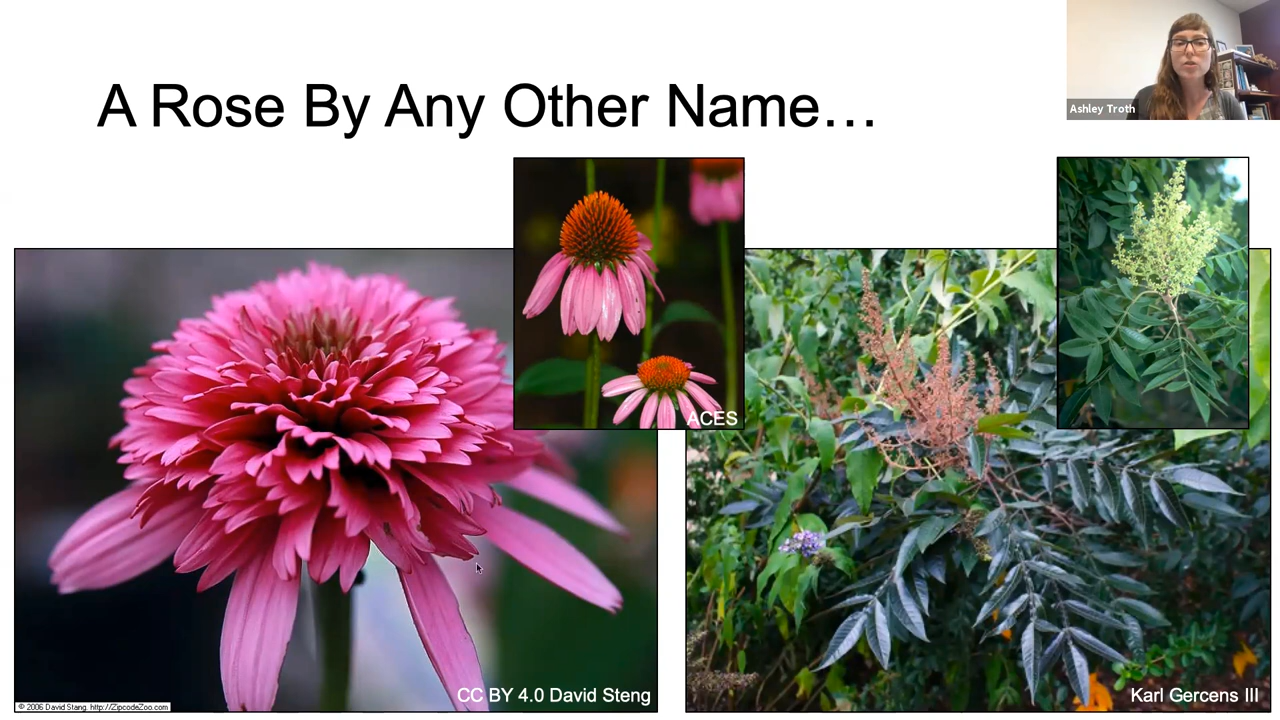 A Rose By Any Other Name…
Ashley Troth
ACES
CC BY 4.0 David Steng
© 2006 David Stang. http://ZipcodeZoo.com
Karl Gercens III